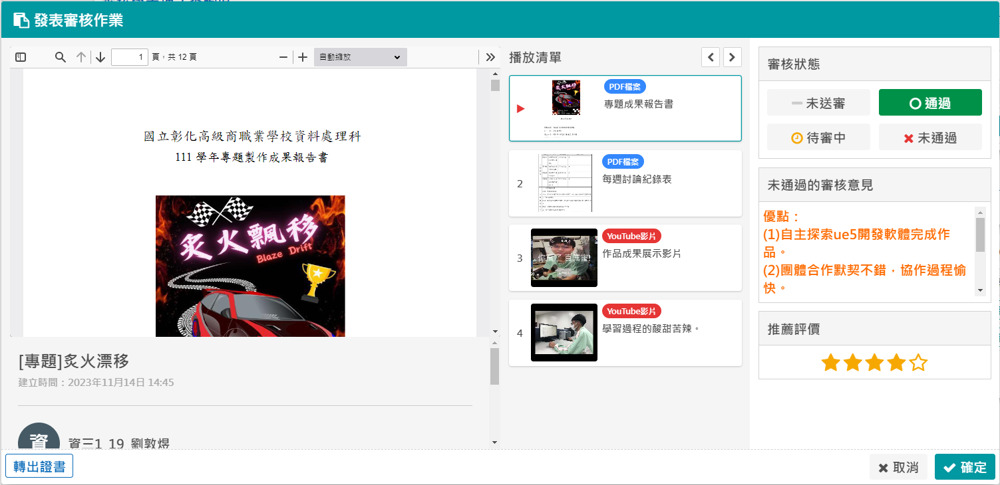 發表審核作業
1 頁，共 12 頁
自動縮放
國立彰化高級商職業學校資料處理科
111 學年專題製作成果報告書
炙火飄移
Blaze Drift
[專題]炙火漂移
建立時間：2023年11月14日 14:45
資
資三1 19 劉敦煜
播放清單
炙火飄移
PDF檔案
專題成果報告書
2
PDF檔案
每週討論紀錄表
3
YouTube影片
作品成果展示影片
4
YouTube影片
學習過程的酸甜苦辣。
審核狀態
未送審
通過
待審中
未通過
未通過的審核意見
優點：
(1)自主探索ue5開發軟體完成作
品。
(2)團體合作默契不錯，協作過程愉
快。
推薦評價
轉出證書
取消
確定